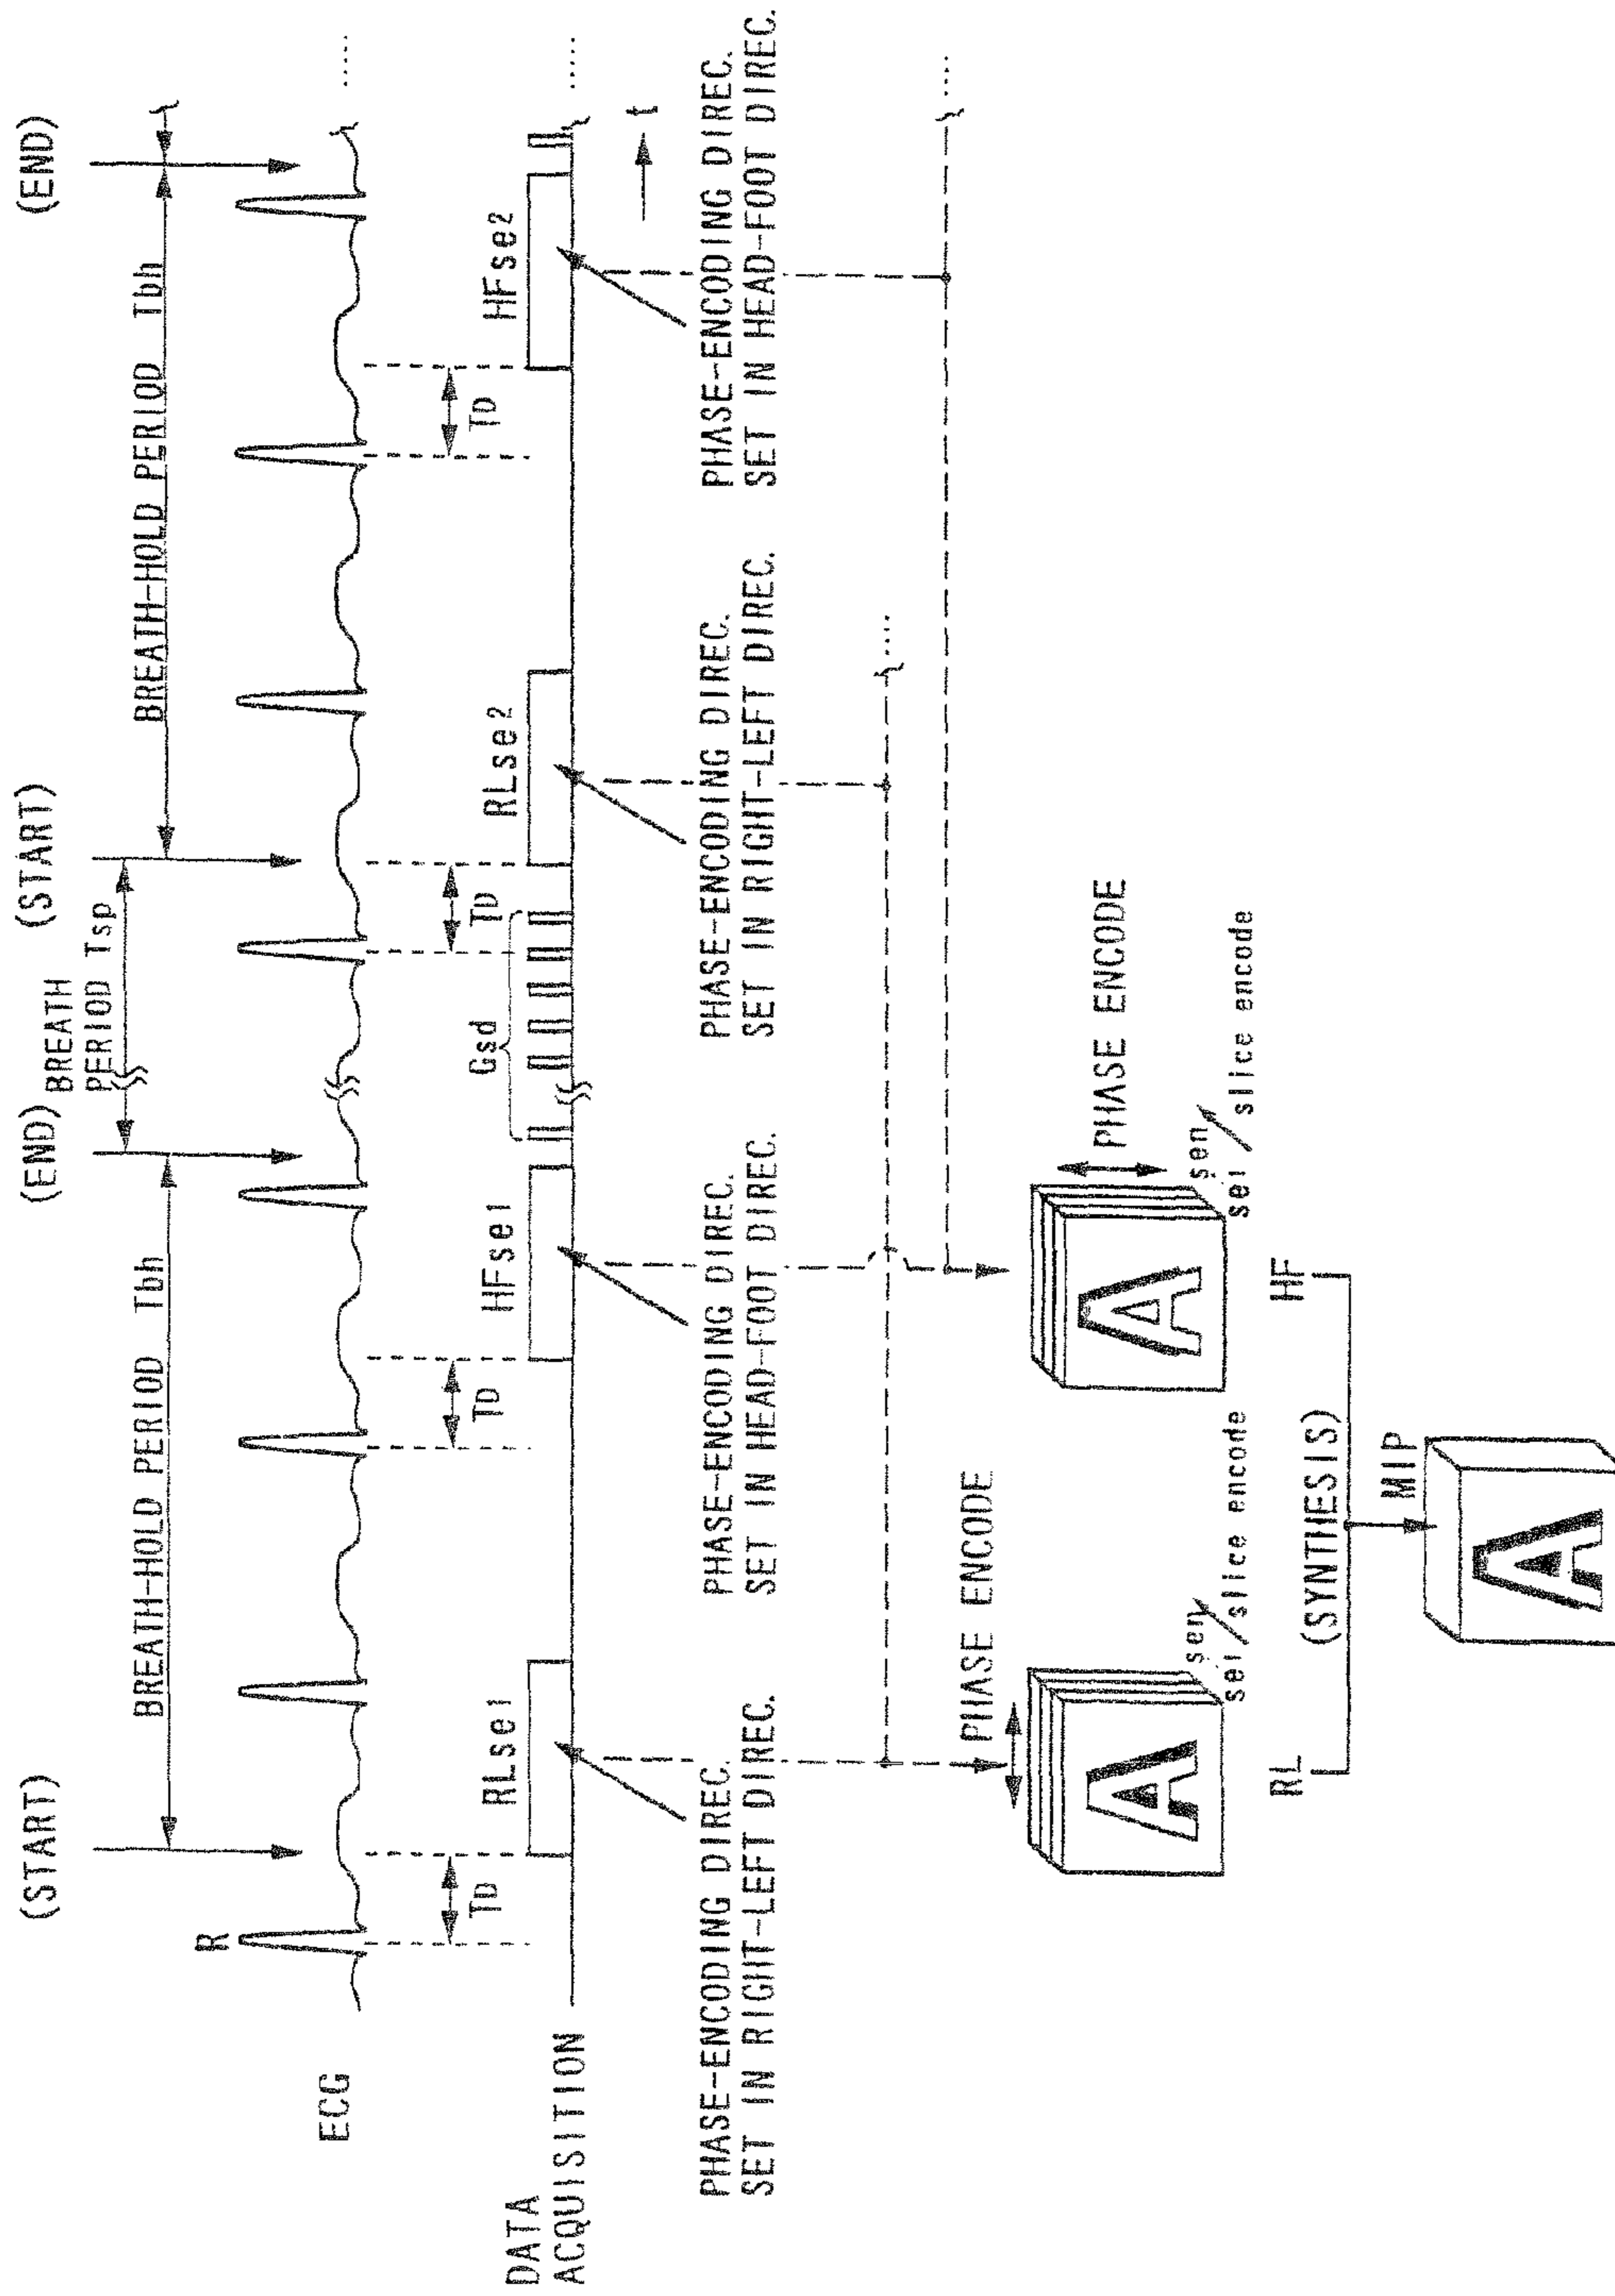 (START)
(END)
(START)
(END)
BREATH
PERIOD Tsp
BREATH-HOLD PERIOD Tbh
BREATH-HOLD PERIOD Tbh
R
ECG
.....
TD
TD
TD
TD
Gsd
RLse1
HFse1
RLse2
HFse2
DATA
ACQUISITION
.....
t
PHASE-ENCODING DIREC.
SET IN RIGHT-LEFT DIREC.
PHASE-ENCODING DIREC.
SET IN HEAD-FOOT DIREC.
PHASE-ENCODING DIREC.
SET IN RIGHT-LEFT DIREC.
PHASE-ENCODING DIREC.
SET IN HEAD-FOOT DIREC.
.....
....
PHASE ENCODE
A
sen
se1
slice encode
PHASE ENCODE
A
sen
se1
slice encode
RL
HF
(SYNTHESIS)
MIP
A